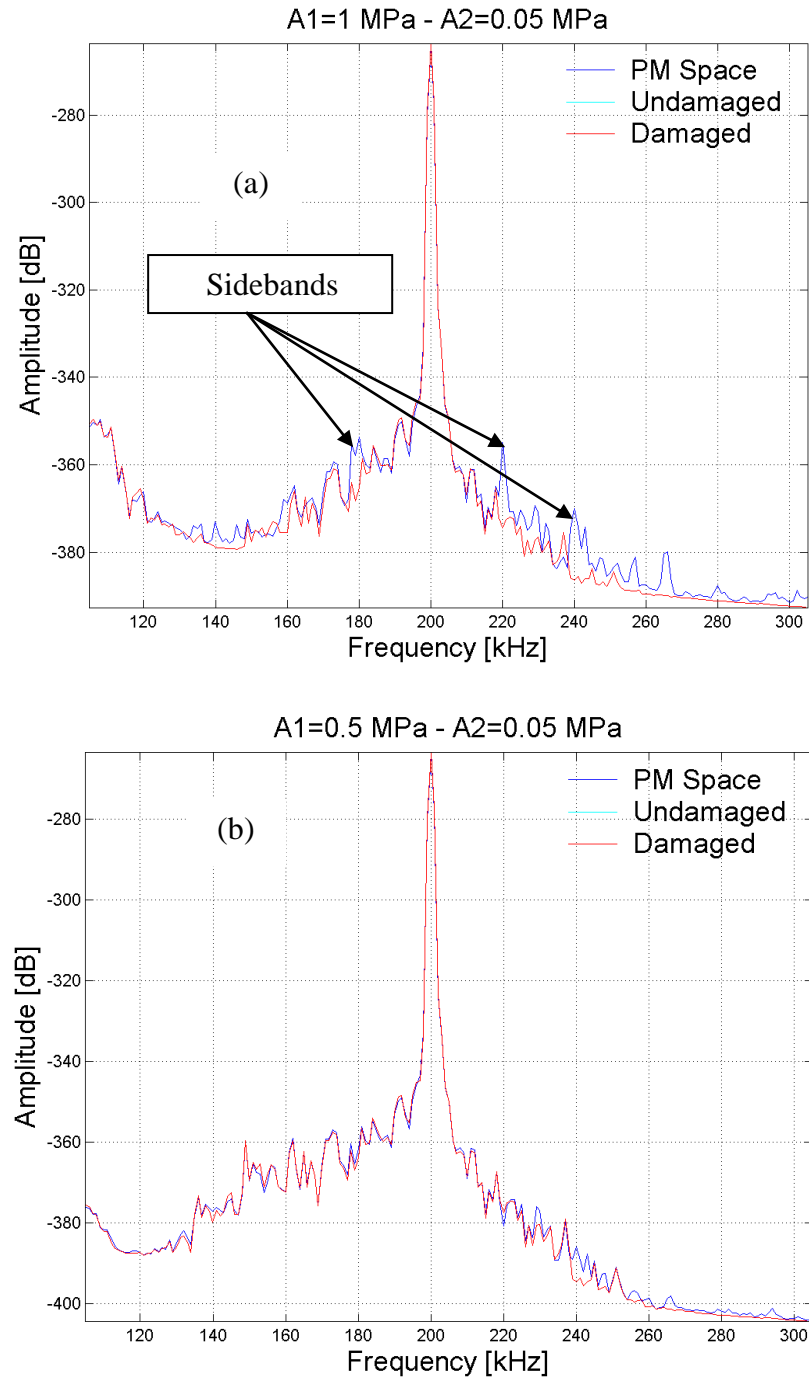 A1=1 MPa - A2=0.05 MPa
PM Space
Undamaged
Damaged
(a)
Sidebands
Amplitude [dB]
-280
-300
-320
-340
-360
-380
120 140 160 180 200 220 240 260 280 300
Frequency [kHz]
A1=0.5 MPa - A2=0.05 MPa
PM Space
Undamaged
Damaged
(b)
Amplitude [dB]
-280
-300
-320
-340
-360
-380
-400
120 140 160 180 200 220 240 260 280 300
Frequency [kHz]